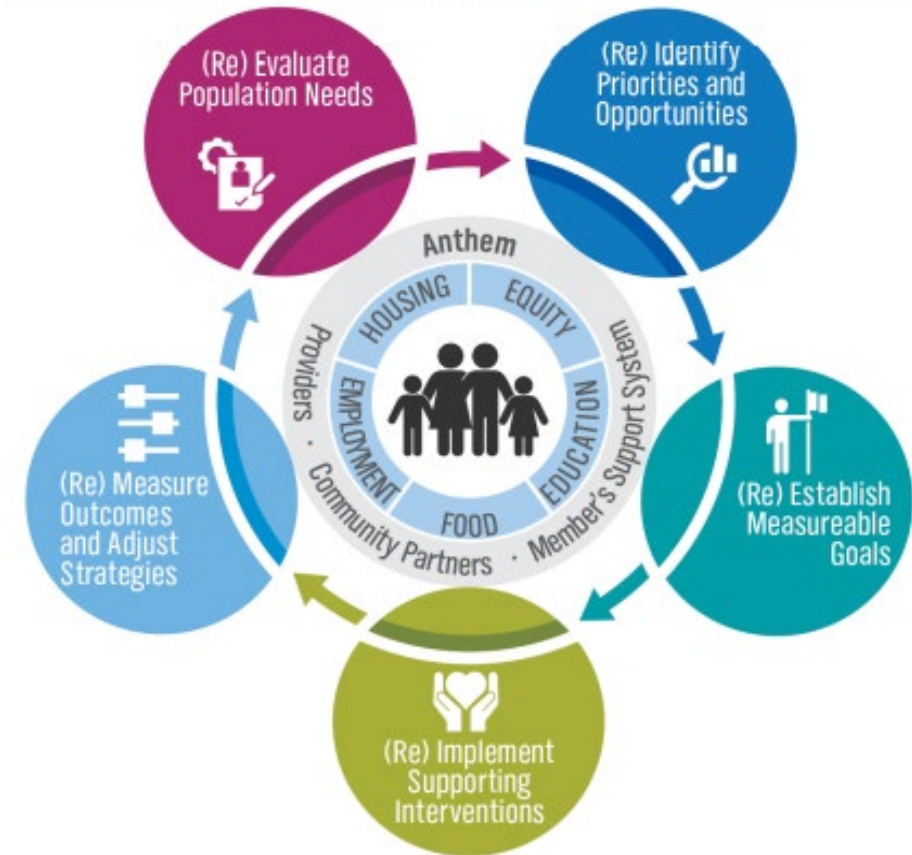 (Re) Evaluate
Population Needs
(Re) Identify
Priorities and
Opportunities
Anthem
Providers · Community Partners · Member's Support System
HOUSING
EQUITY
EMPLOYMENT
EDUCATION
FOOD
(Re) Measure
Outcomes
and Adjust
Strategies
(Re) Establish
Measureable
Goals
(Re) Implement
Supporting
Interventions